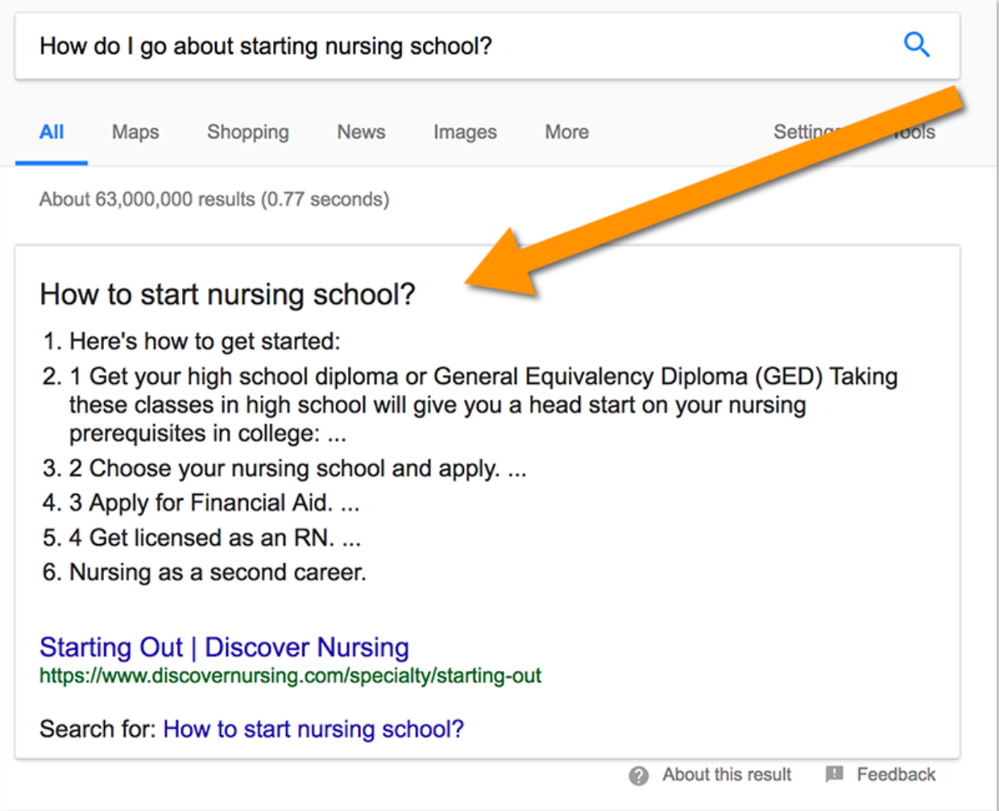 How do I go about starting nursing school?
All Maps Shopping News Images More Settings Tools
About 63,000,000 results (0.77 seconds)
How to start nursing school?
1. Here's how to get started:
2. 1 Get your high school diploma or General Equivalency Diploma (GED) Taking
these classes in high school will give you a head start on your nursing
prerequisites in college: ...
3. 2 Choose your nursing school and apply. ...
4. 3 Apply for Financial Aid. ...
5. 4 Get licensed as an RN. ...
6. Nursing as a second career.
Starting Out | Discover Nursing
https://www.discovernursing.com/specialty/starting-out
Search for: How to start nursing school?
About this result Feedback